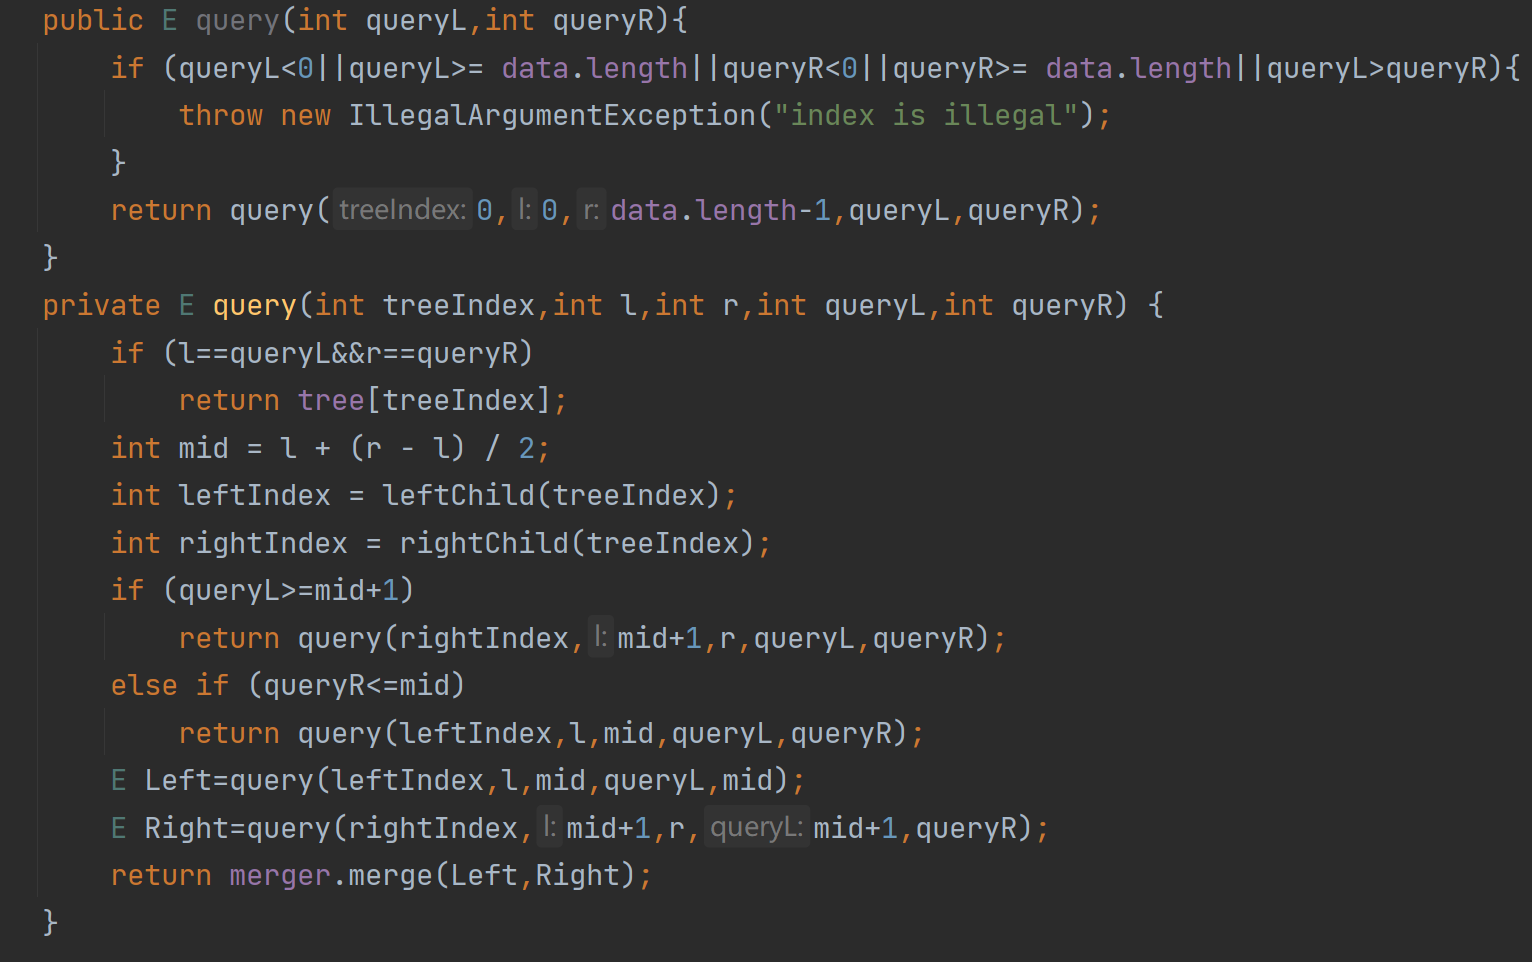 public E query(int queryL,int queryR){
if (queryL<0||queryL>= data.length||queryR<0||queryR>= data.length||queryL>queryR){
throw new IllegalArgumentException("index is illegal");
}
return query( treeIndex: 0, l: 0, r: data.length-1,queryL,queryR);
}
private E query(int treeIndex,int l,int r,int queryL,int queryR) {
if (l==queryL&&r==queryR)
return tree[treeIndex];
int mid = l + (r - l) / 2;
int leftIndex = leftChild(treeIndex);
int rightIndex = rightChild(treeIndex);
if (queryL>=mid+1)
return query(rightIndex, l: mid+1,r,queryL,queryR);
else if (queryR<=mid)
return query(leftIndex,l,mid,queryL,queryR);
E Left=query(leftIndex,l,mid,queryL,mid);
E Right=query(rightIndex, l: mid+1,r, queryL: mid+1,queryR);
return merger.merge(Left,Right);
}